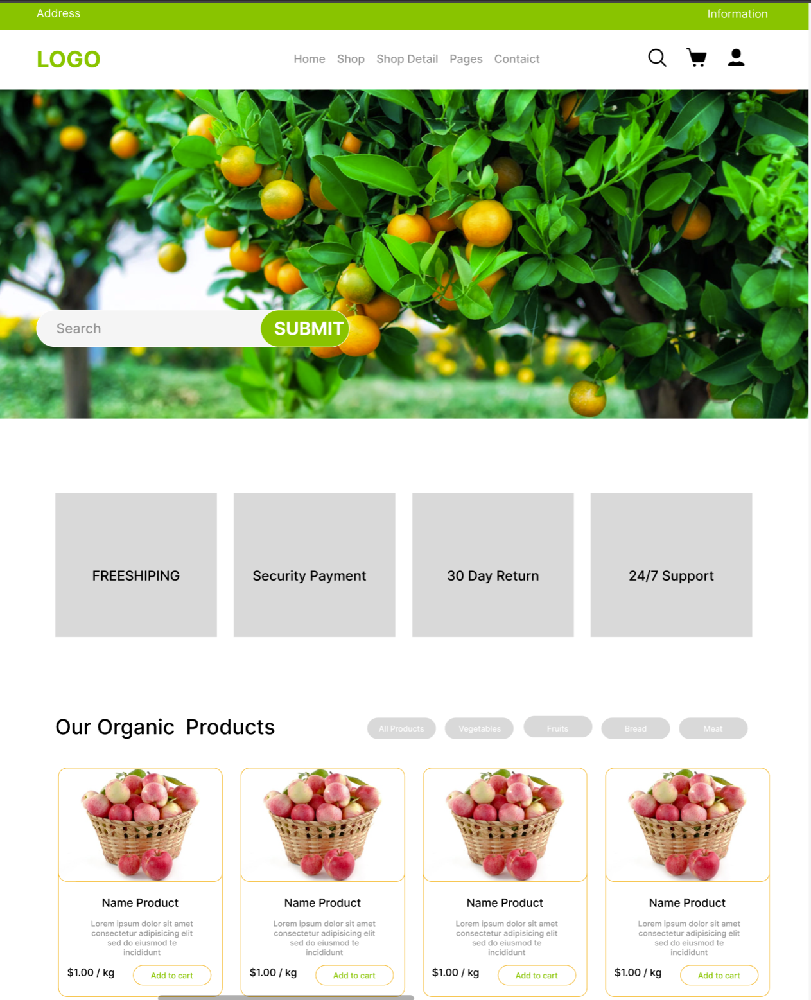 Address
Information
LOGO
Home Shop Shop Detail Pages Contaict
Search
SUBMIT
FREESHIPING
Security Payment
30 Day Return
24/7 Support
Our Organic Products
All Products
Vegetables
Fruits
Bread
Meat
Name Product
Lorem ipsum dolor sit amet
consectetur adipisicing elit
sed do eiusmod te
incididunt
$1.00 / kg
Add to cart
Name Product
Lorem ipsum dolor sit amet
consectetur adipisicing elit
sed do eiusmod te
incididunt
$1.00 / kg
Add to cart
Name Product
Lorem ipsum dolor sit amet
consectetur adipisicing elit
sed do eiusmod te
incididunt
$1.00 / kg
Add to cart
Name Product
Lorem ipsum dolor sit amet
consectetur adipisicing elit
sed do eiusmod te
incididunt
$1.00 / kg
Add to cart